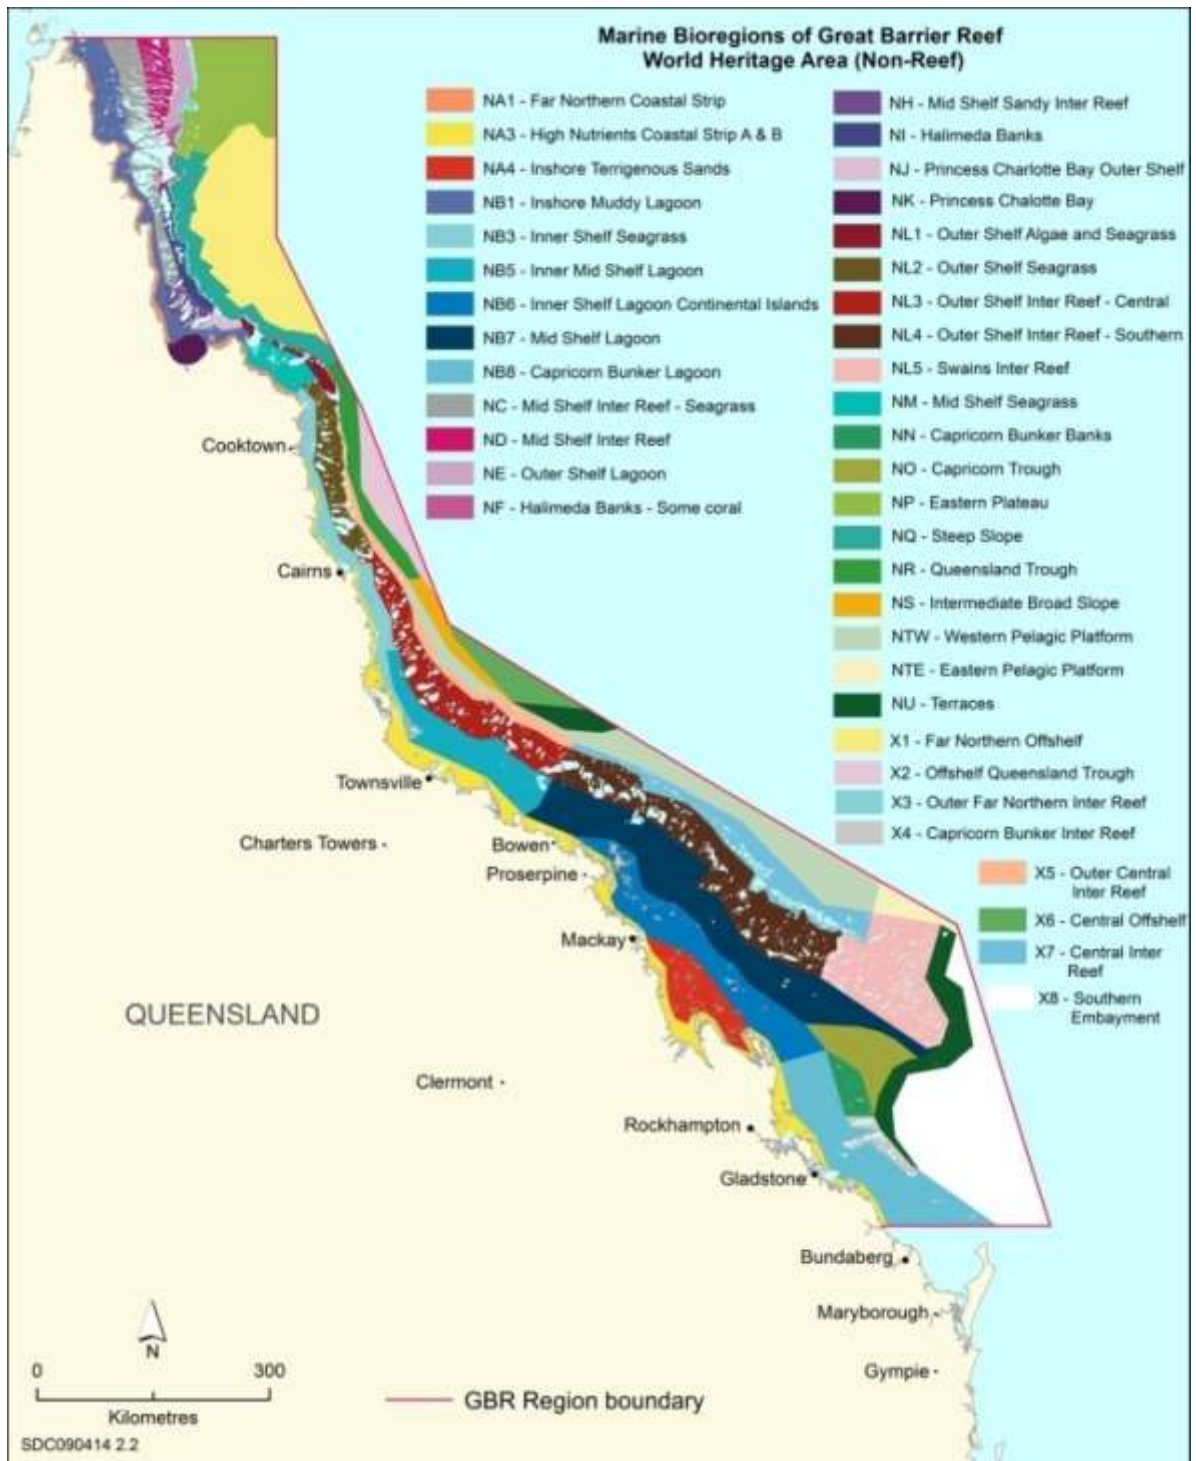 Marine Bioregions of Great Barrier Reef
World Heritage Area (Non-Reef)
NA1 - Far Northern Coastal Strip
NA3 - High Nutrients Coastal Strip A & B
NA4 - Inshore Terrigenous Sands
NB1 - Inshore Muddy Lagoon
NB3 - Inner Shelf Seagrass
NB5 - Inner Mid Shelf Lagoon
NB6 - Inner Shelf Lagoon Continental Islands
NB7 - Mid Shelf Lagoon
NB8 - Capricorn Bunker Lagoon
NC - Mid Shelf Inter Reef - Seagrass
ND - Mid Shelf Inter Reef
NE - Outer Shelf Lagoon
NF - Halimeda Banks - Some coral
NH - Mid Shelf Sandy Inter Reef
NI - Halimeda Banks
NJ - Princess Charlotte Bay Outer Shelf
NK - Princess Chalotte Bay
NL1 - Outer Shelf Algae and Seagrass
NL2 - Outer Shelf Seagrass
NL3 - Outer Shelf Inter Reef - Central
NL4 - Outer Shelf Inter Reef - Southern
NL5 - Swains Inter Reef
NM - Mid Shelf Seagrass
NN - Capricorn Bunker Banks
NO - Capricorn Trough
NP - Eastern Plateau
NQ - Steep Slope
NR - Queensland Trough
NS - Intermediate Broad Slope
NTW - Western Pelagic Platform
NTE - Eastern Pelagic Platform
NU - Terraces
X1 - Far Northern Offshelf
X2 - Offshelf Queensland Trough
X3 - Outer Far Northern Inter Reef
X4 - Capricorn Bunker Inter Reef
X5 - Outer Central
Inter Reef
X6 - Central Offshelf
X7 - Central Inter
Reef
X8 - Southern
Embayment
Cooktown
Cairns
Townsville
Charters Towers
Bowen
Proserpine
Mackay
QUEENSLAND
Clermont
Rockhampton
Gladstone
Bundaberg
Maryborough
Gympie
N
0 300
Kilometres
GBR Region boundary
SDC090414 2.2